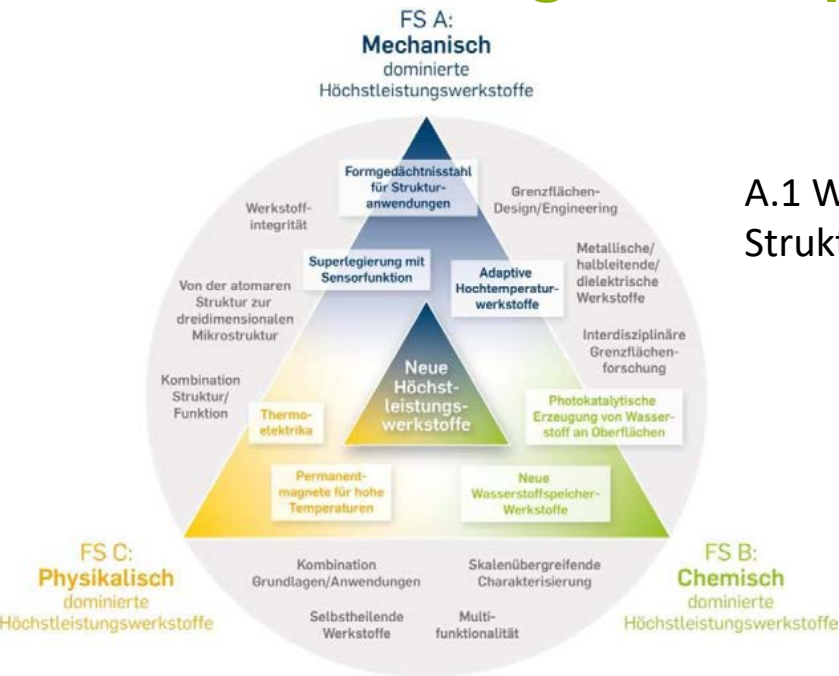 FS A:
Mechanisch
dominierte
Höchstleistungswerkstoffe
A.1
Formgedächtnisstahl
für Struktur-
anwendungen
Grenzflächen-
Design/Engineering
Werkstoff-
integrität
Superlegierung mit
Sensorfunktion
Adaptive
Hochtemperatur-
werkstoffe
Metallische/
halbleitende/
dielektrische
Werkstoffe
Von der atomaren
Struktur zur
dreidimensionalen
Mikrostruktur
Interdisziplinäre
Grenzflächen-
forschung
Kombination
Struktur/
Funktion
Neue
Höchst-
leistungs-
werkstoffe
Thermo-
elektrika
Photokatalytische
Erzeugung von Wasser-
stoff an Oberflächen
Permanent-
magnete für hohe
Temperaturen
Neue
Wasserstoffspeicher-
Werkstoffe
FS C:
Physikalisch
dominierte
Höchstleistungswerkstoffe
Kombination
Grundlagen/Anwendungen
Skalenübergreifende
Charakterisierung
Selbstheilende
Werkstoffe
Multi-
funktionalität
FS B:
Chemisch
dominierte
Höchstleistungswerkstoffe